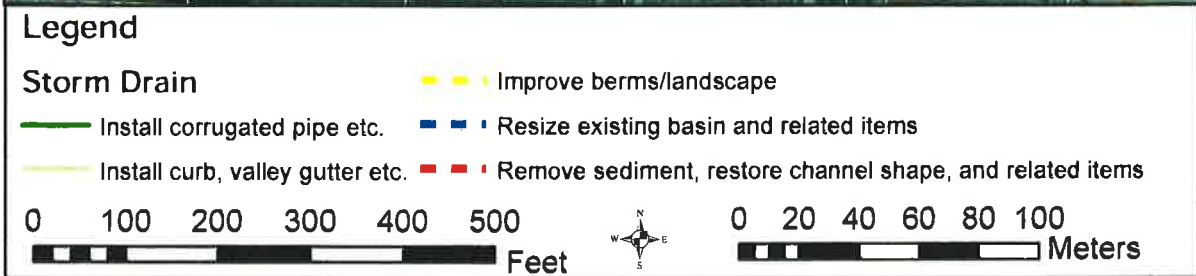 Legend
Storm Drain
Improve berms/landscape
Install corrugated pipe etc.
Resize existing basin and related items
Install curb, valley gutter etc.
Remove sediment, restore channel shape, and related items
0 100 200 300 400 500
Feet
N
W E
S
0 20 40 60 80 100
Meters